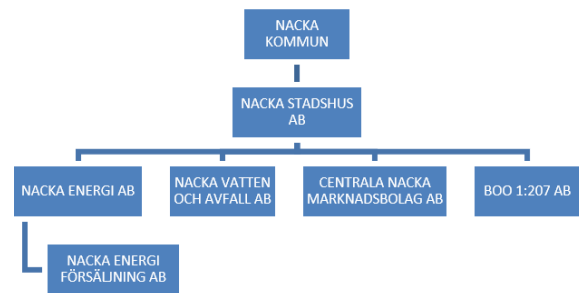 NACKA
KOMMUN
NACKA STADSHUS
AB
NACKA ENERGI AB
NACKA VATTEN
OCH AVFALL AB
CENTRALA NACKA
MARKNADSBOLAG AB
BOO 1:207 AB
NACKA ENERGI
FÖRSÄLJNING AB